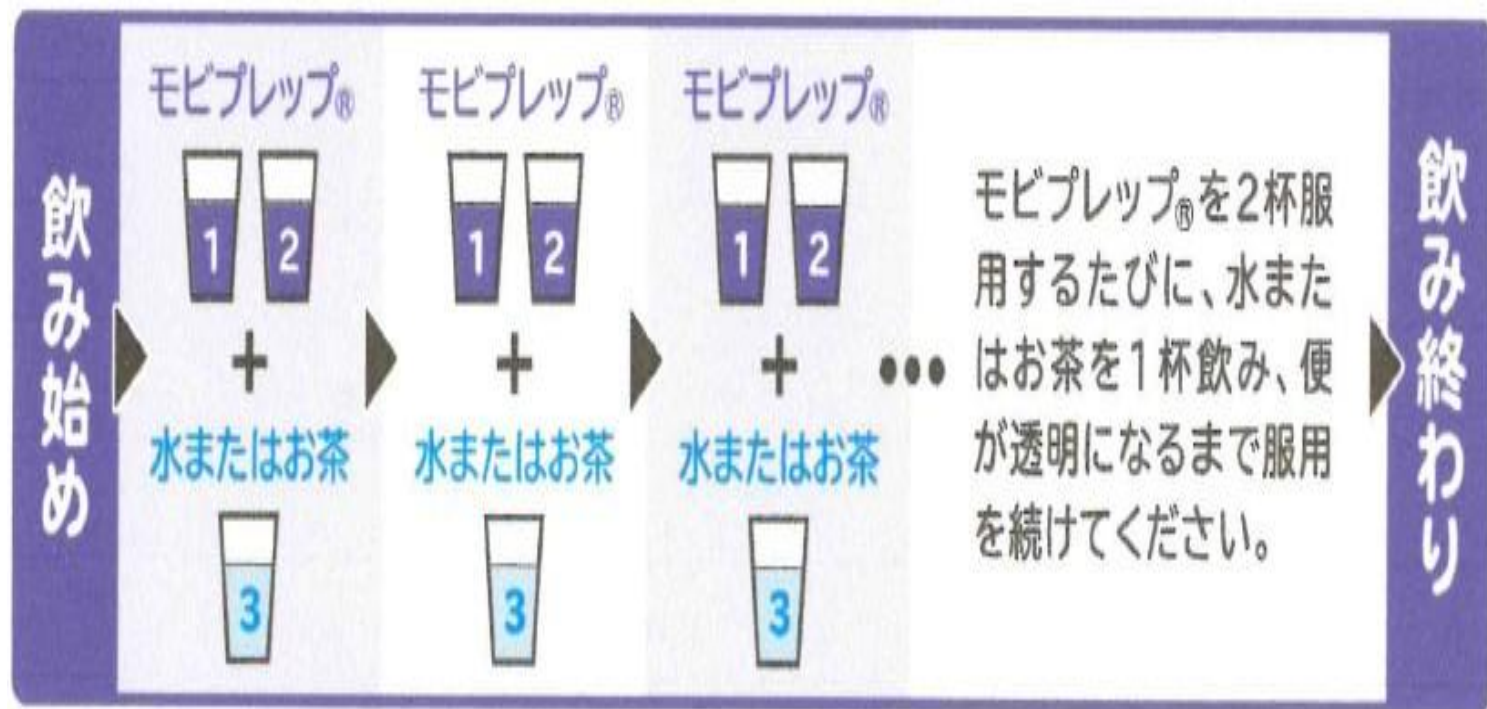 飲み始め
モビプレップ®
1 2
+
水またはお茶
3
モビプレップ®
1 2
+
水またはお茶
3
モビプレップ®
1 2
+
水またはお茶
3
•••
モビプレップ®を2杯服
用するたびに、水また
はお茶を1杯飲み、便
が透明になるまで服用
を続けてください。
飲み終わり